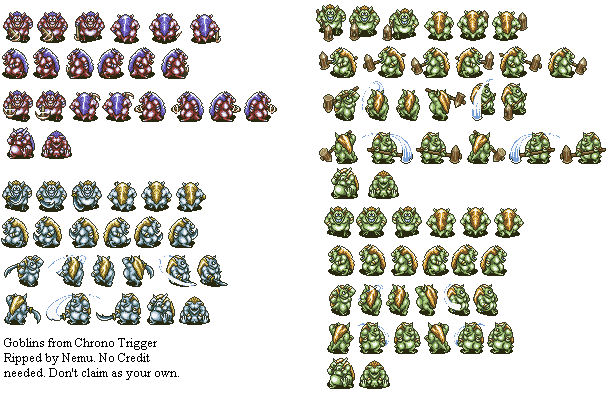 Goblins from Chrono Trigger
Ripped by Nemu. No Credit
needed. Don't claim as your own.